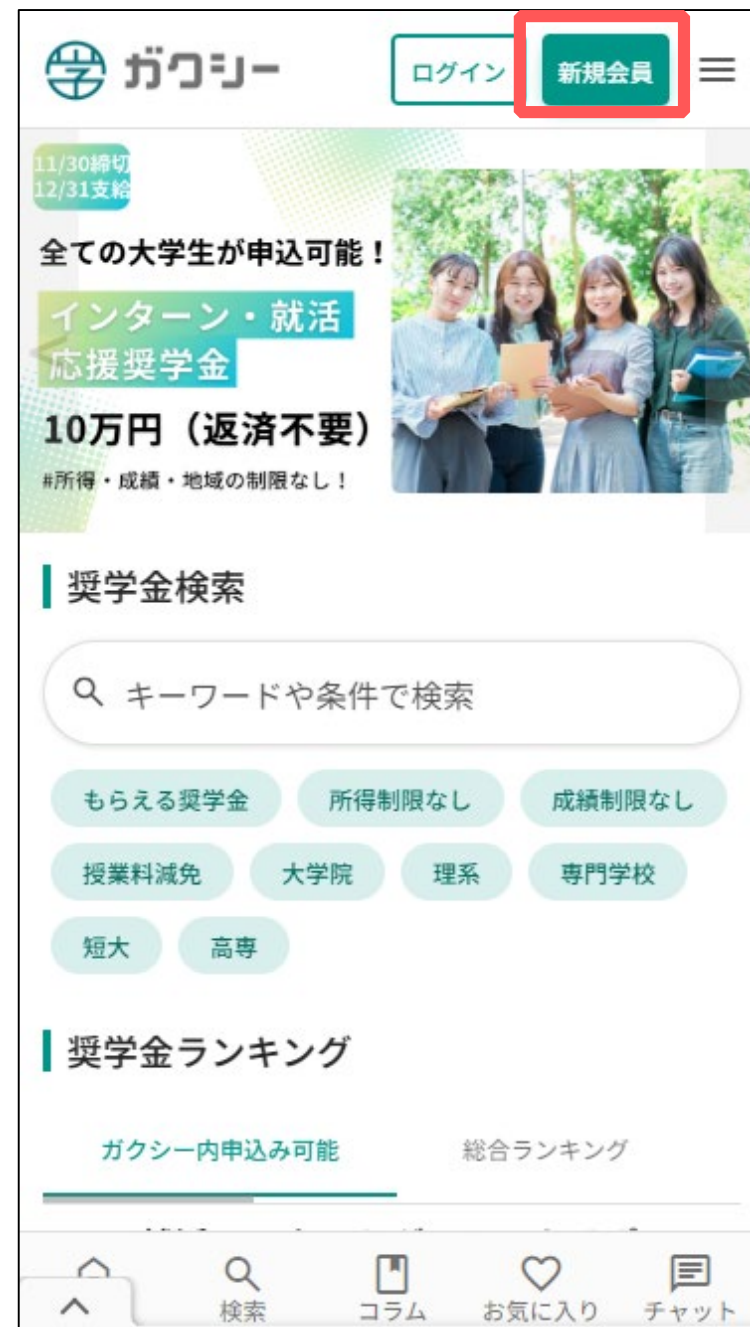 学 ガクシー
ログイン
新規会員
11/30締切
12/31支給
全ての大学生が申込可能！
インターン・就活
応援奨学金
10万円（返済不要）
#所得・成績・地域の制限なし！
奨学金検索
キーワードや条件で検索
もらえる奨学金 所得制限なし 成績制限なし
授業料減免 大学院 理系 専門学校
短大 高専
奨学金ランキング
ガクシー内申込み可能 総合ランキング
検索 コラム お気に入り チャット